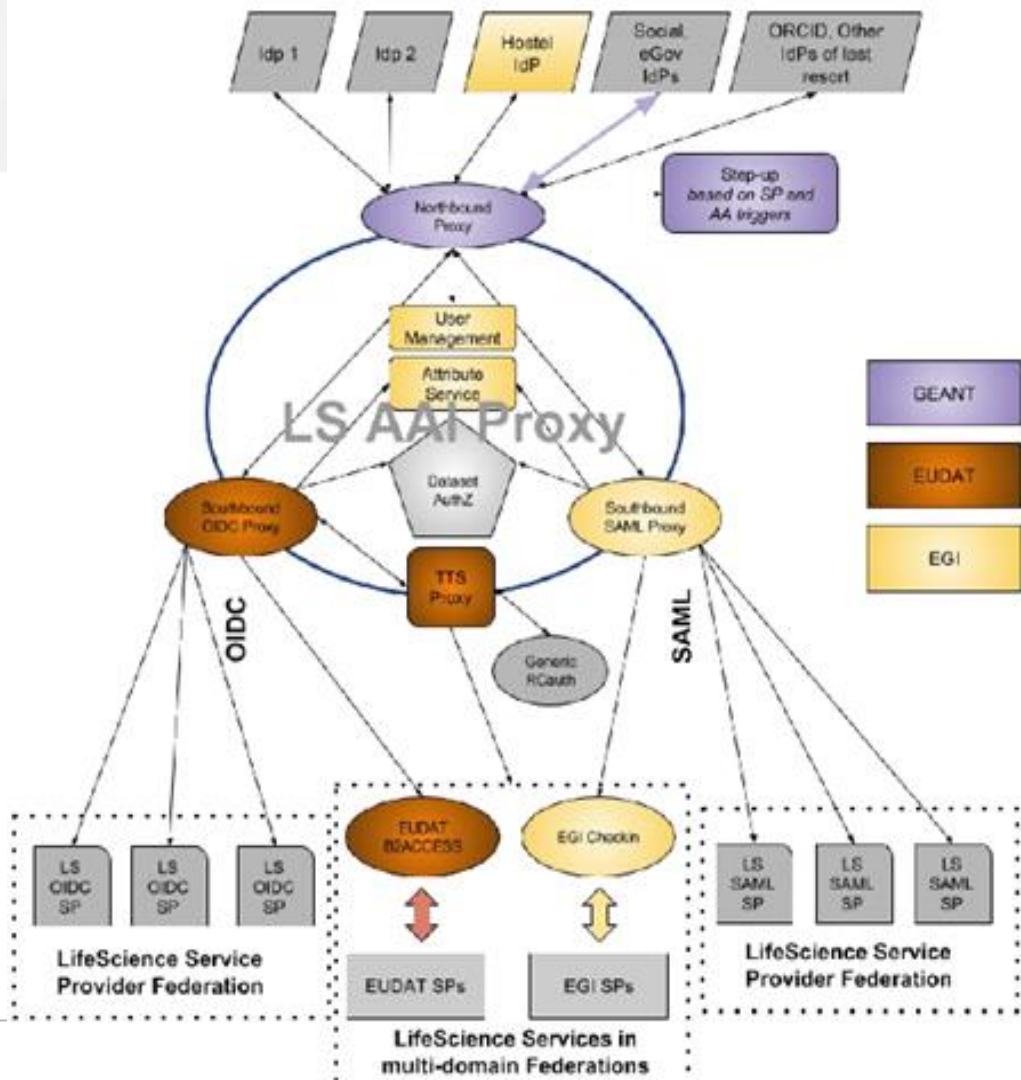 Idp 1
Idp 2
Hostel
IdP
Social,
eGov
IdPs
ORCID, Other
IdPs of last
resort
Step-up
based on SP and
AA triggers
Northbound
Proxy
User
Management
Attribute
Service
LS AAI Proxy
Dataset
AuthZ
Southbound
OIDC Proxy
Southbound
SAML Proxy
TTS
Proxy
Generic
RCauth
OIDC
SAML
GEANT
EUDAT
EGI
EUDAT
B2ACCESS
EGI Checkin
LS
OIDC
SP
LS
OIDC
SP
LS
OIDC
SP
LifeScience Service
Provider Federation
EUDAT SPs
EGI SPs
LifeScience Services in
multi-domain Federations
LS
SAML
SP
LS
SAML
SP
LS
SAML
SP
LifeScience Service
Provider Federation